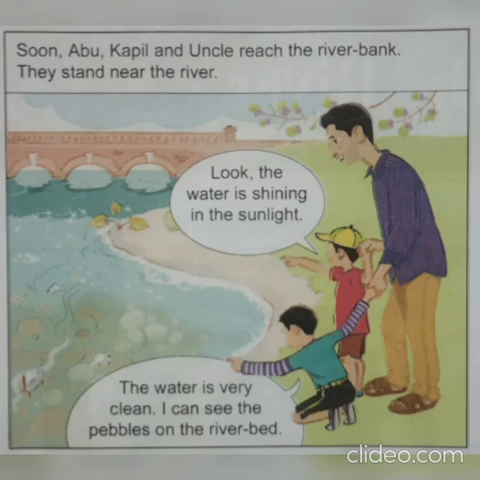 Soon, Abu, Kapil and Uncle reach the river-bank.
They stand near the river.
Look, the
water is shining
in the sunlight.
The water is very
clean. I can see the
pebbles on the river-bed.
clideo.com